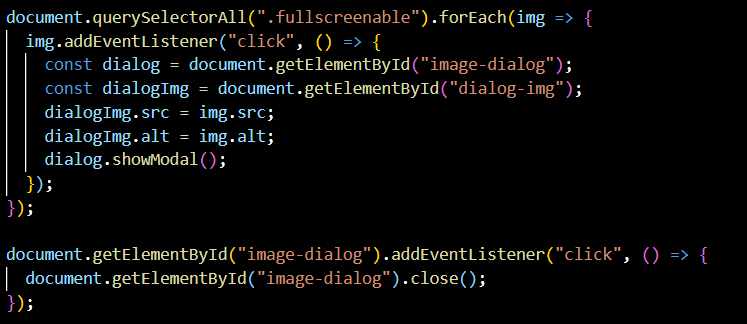 document.querySelectorAll(".fullscreenable").forEach(img => {
  img.addEventListener("click", () => {
    const dialog = document.getElementById("image-dialog");
    const dialogImg = document.getElementById("dialog-img");
    dialogImg.src = img.src;
    dialogImg.alt = img.alt;
    dialog.showModal();
  });
});

document.getElementById("image-dialog").addEventListener("click", () => {
  document.getElementById("image-dialog").close();
});